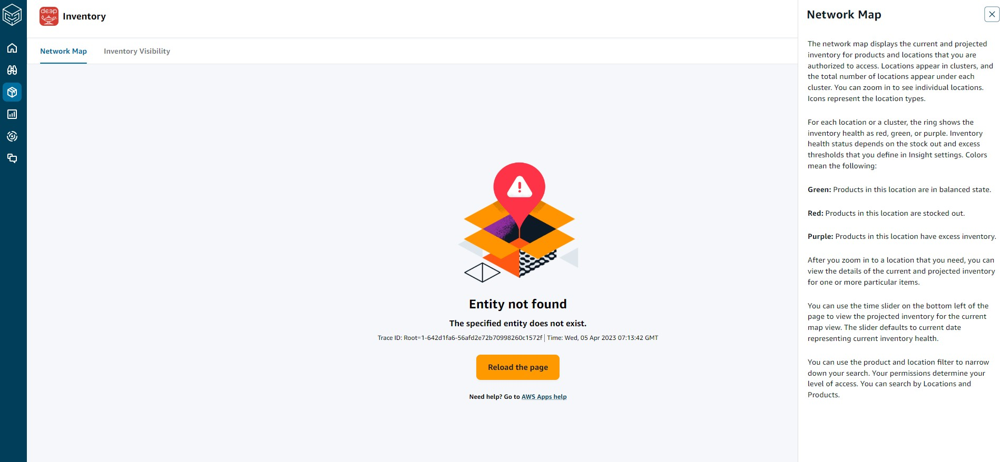 deep
Inventory
Network Map
Inventory Visibility
Entity not found
The specified entity does not exist.
Trace ID: Root=1-642d1fa6-56afd2e72b70998260c1572f | Time: Wed, 05 Apr 2023 07:13:42 GMT
Reload the page
Need help? Go to AWS Apps help
Network Map
The network map displays the current and projected
inventory for products and locations that you are
authorized to access. Locations appear in clusters, and
the total number of locations appear under each
cluster. You can zoom in to see individual locations.
Icons represent the location types.
For each location or a cluster, the ring shows the
inventory health as red, green, or purple. Inventory
health status depends on the stock out and excess
thresholds that you define in Insight settings. Colors
mean the following:
Green: Products in this location are in balanced state.
Red: Products in this location are stocked out.
Purple: Products in this location have excess inventory.
After you zoom in to a location that you need, you can
view the details of the current and projected inventory
for one or more particular items.
You can use the time slider on the bottom left of the
page to view the projected inventory for the current
map view. The slider defaults to current date
representing current inventory health.
You can use the product and location filter to narrow
down your search. Your permissions determine your
level of access. You can search by Locations and
Products.